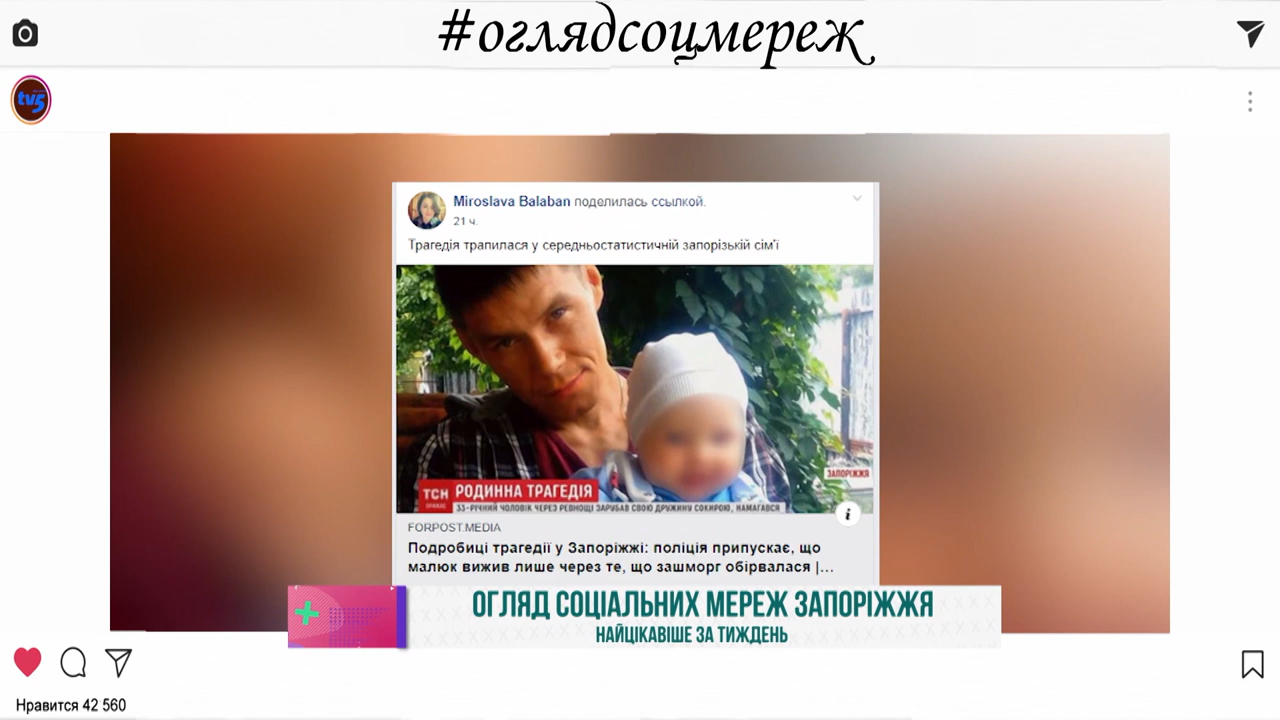 #оглядсоцмереж
tv5
Miroslava Balaban поделилась ссылкой.
21 ч.
Трагедія трапилася у середньостатистичній запорізькій сім'ї
ЗАПОРІЖЖЯ
ТСН РОДИННА ТРАГЕДІЯ
33-РІЧНИЙ ЧОЛОВІК ЧЕРЕЗ РЕВНОЩІ ЗАРУБАВ СВОЮ ДРУЖИНУ СОКИРОЮ, НАМАГАВСЯ
FORPOST.MEDIA
Подробиці трагедії у Запоріжжі: поліція припускає, що
малюк вижив лише через те, що зашморг обірвалася |...
ОГЛЯД СОЦІАЛЬНИХ МЕРЕЖ ЗАПОРІЖЖЯ
НАЙЦІКАВІШЕ ЗА ТИЖДЕНЬ
Нравится 42 560